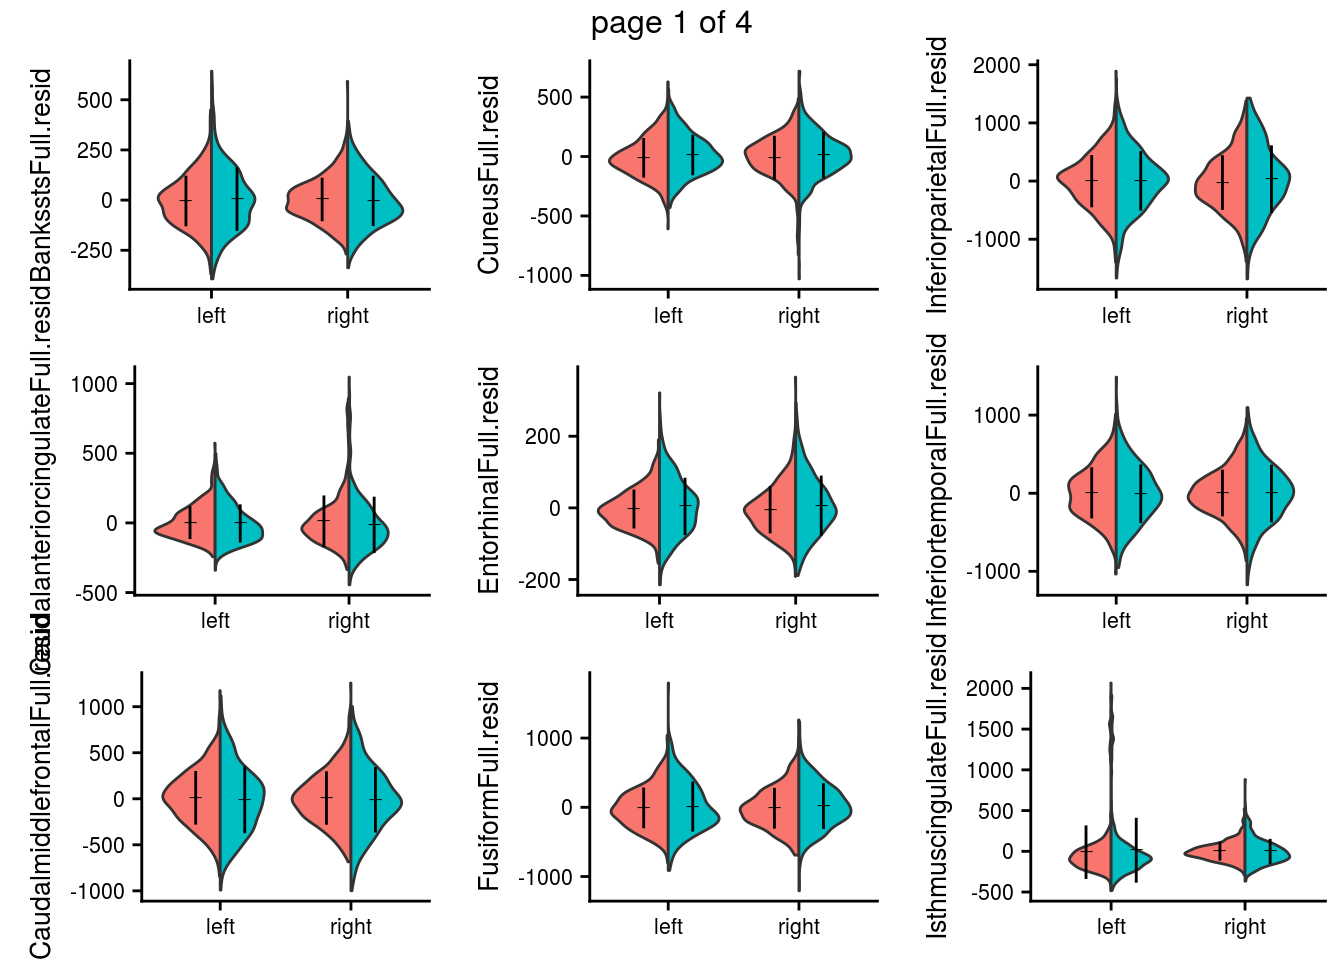 page 1 of 4
BanksstsFull.resid
500
250
0
-250
left
right
CuneusFull.resid
500
0
-500
-1000
left
right
InferiorparietalFull.resid
2000
1000
0
-1000
left
right
CaudalanteriorcingulateFull.resid
1000
500
0
-500
left
right
EntorhinalFull.resid
200
0
-200
left
right
InferiortemporalFull.resid
1000
0
-1000
left
right
CaudalmiddlefrontalFull.resid
1000
500
0
-500
-1000
left
right
FusiformFull.resid
1000
0
-1000
left
right
IsthmuscingulateFull.resid
2000
1500
1000
500
0
-500
left
right